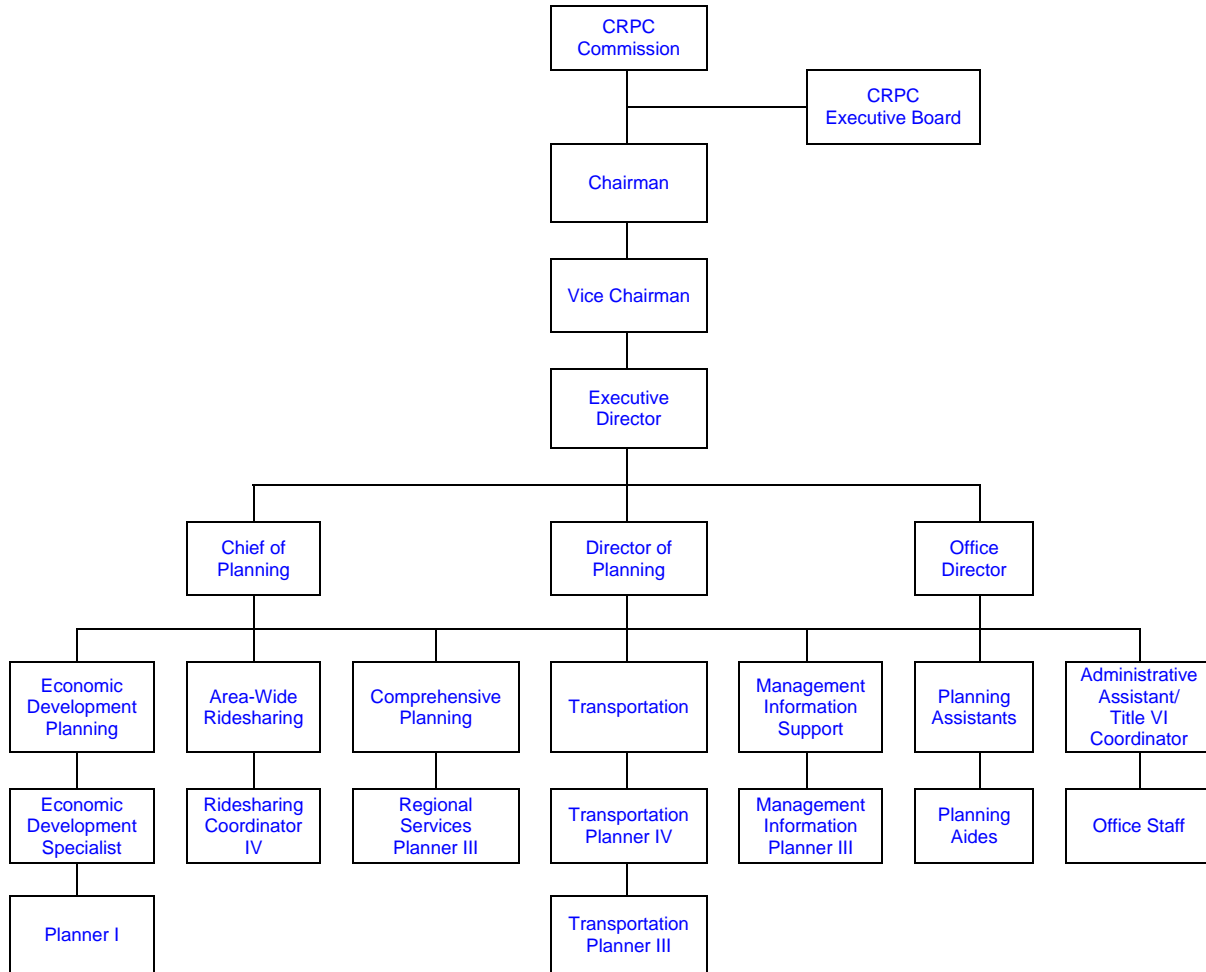 CRPC
Commission
CRPC
Executive Board
Chairman
Vice Chairman
Executive
Director
Chief of
Planning
Director of
Planning
Office
Director
Economic
Development
Planning
Area-Wide
Ridesharing
Comprehensive
Planning
Transportation
Management
Information
Support
Planning
Assistants
Administrative
Assistant/
Title VI
Coordinator
Economic
Development
Specialist
Ridesharing
Coordinator
IV
Regional
Services
Planner III
Transportation
Planner IV
Management
Information
Planner III
Planning
Aides
Office Staff
Planner I
Transportation
Planner III